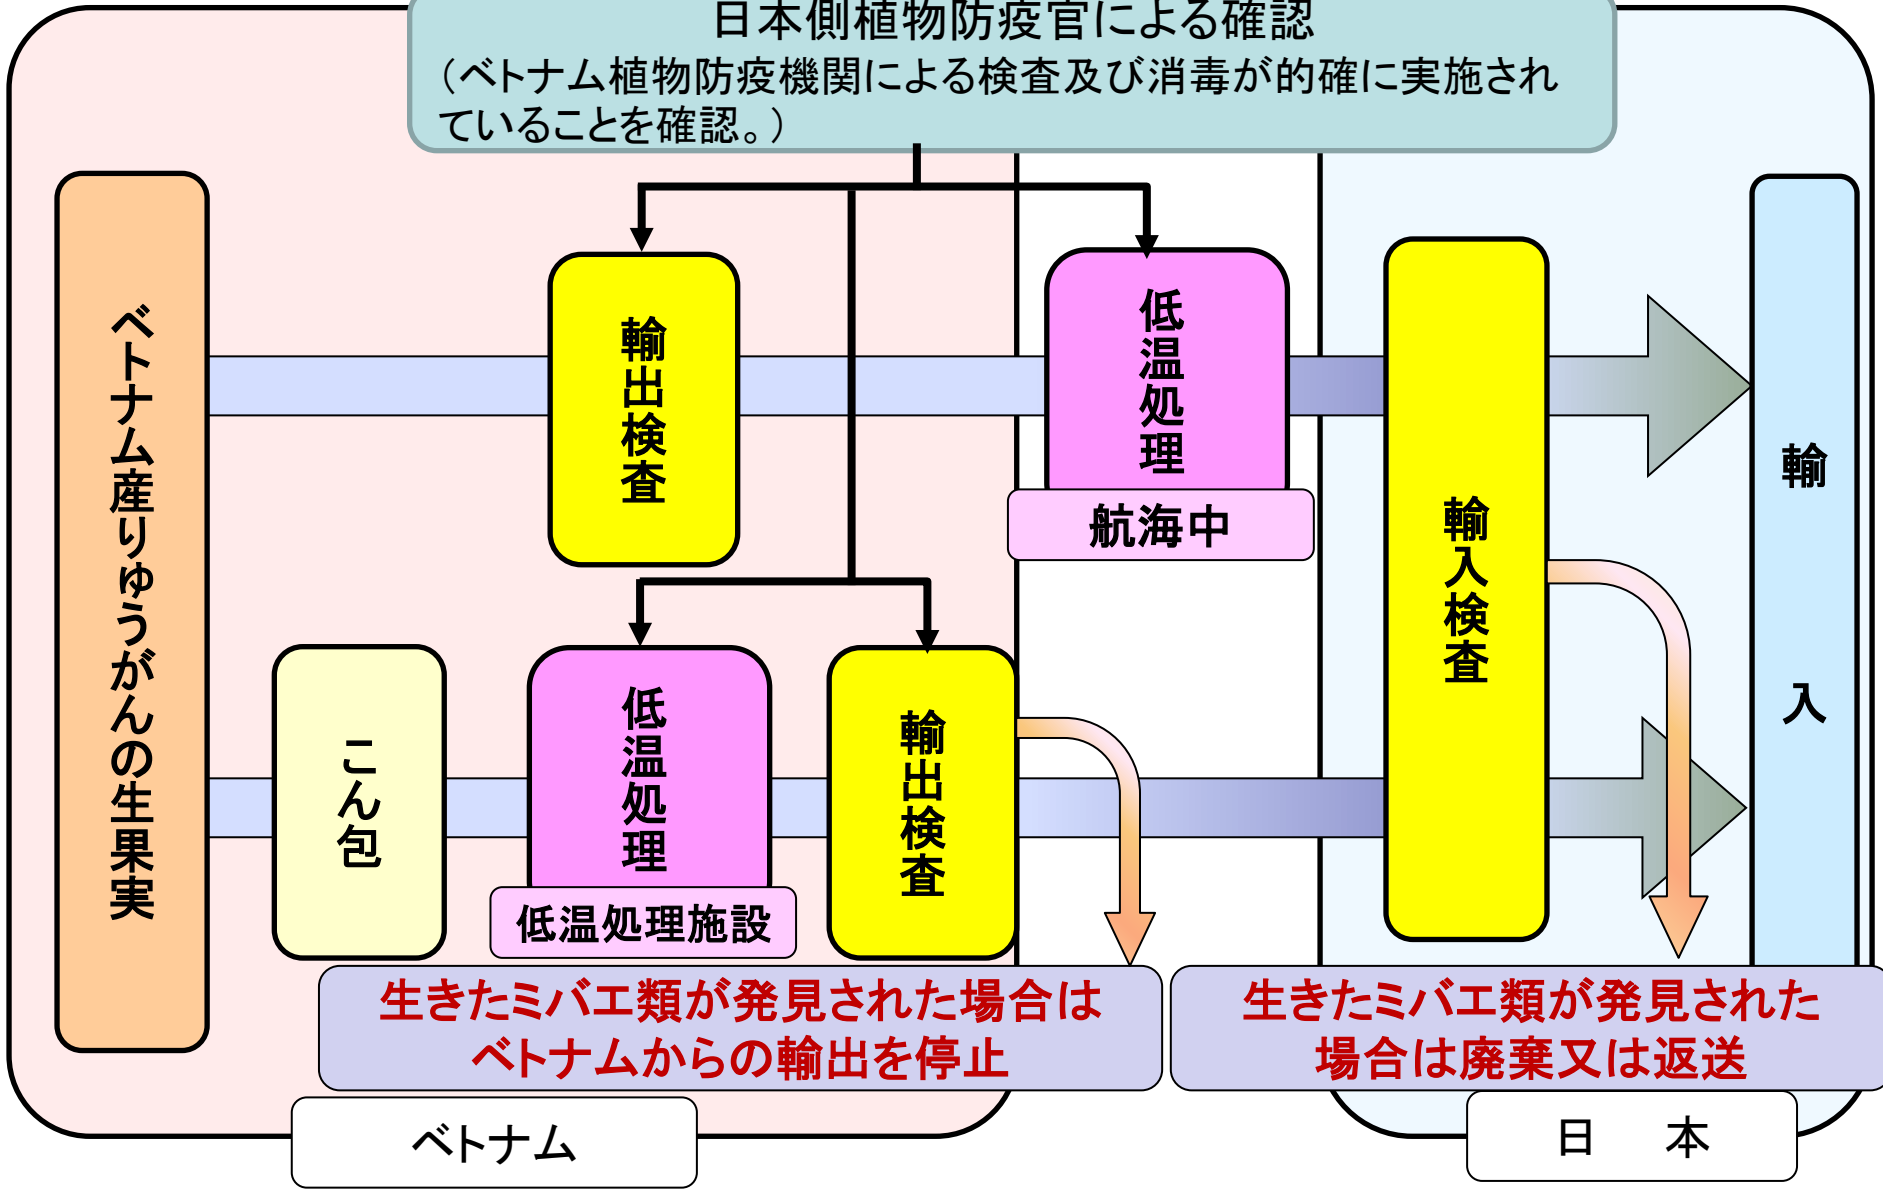 日本側植物防疫官による確認
（ベトナム植物防疫機関による検査及び消毒が的確に実施され
ていることを確認。）
ベトナム産りゅうがんの生果実
輸出検査
低温処理
航海中
輸入検査
輸入
こん包
低温処理
低温処理施設
輸出検査
生きたミバエ類が発見された場合は
ベトナムからの輸出を停止
生きたミバエ類が発見された
場合は廃棄又は返送
ベトナム
日　本